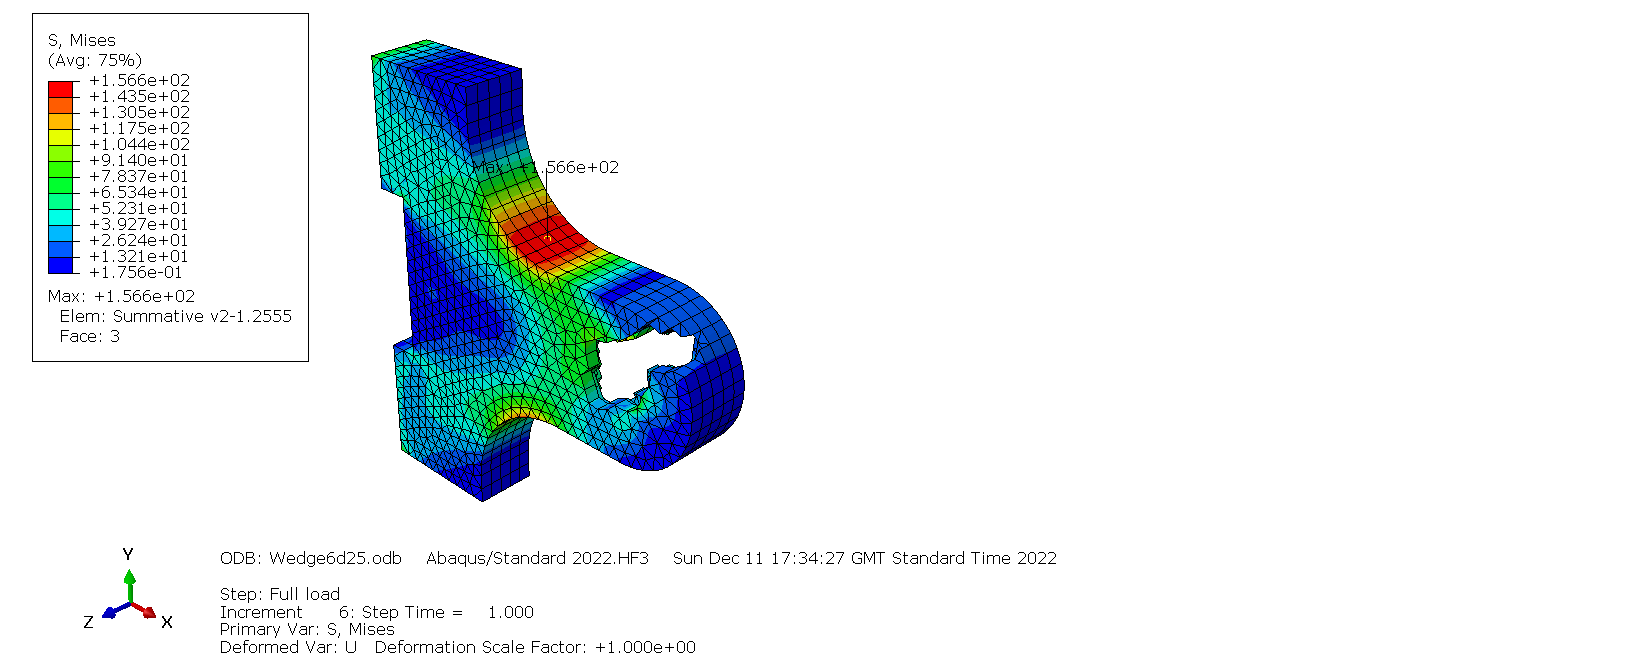 S, Mises
(Avg: 75%)
+1.566e+02
+1.435e+02
+1.305e+02
+1.175e+02
+1.044e+02
+9.140e+01
+7.837e+01
+6.534e+01
+5.231e+01
+3.927e+01
+2.624e+01
+1.321e+01
+1.756e-01
Max: +1.566e+02
Elem: Summative v2-1.2555
Face: 3
Max: +1.566e+02
Y
Z
X
ODB: Wedge6d25.odb Abaqus/Standard 2022.HF3 Sun Dec 11 17:34:27 GMT Standard Time 2022
Step: Full load
Increment 6: Step Time = 1.000
Primary Var: S, Mises
Deformed Var: U Deformation Scale Factor: +1.000e+00